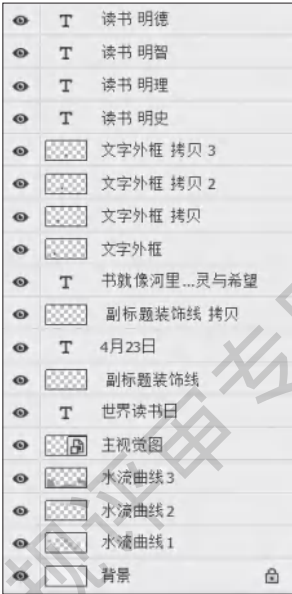 读书 明德
读书 明智
读书 明理
读书 明史
文字外框 拷贝 3
文字外框 拷贝 2
文字外框 拷贝
文字外框
书就像河里...灵与希望
副标题装饰线 拷贝
4月23日
副标题装饰线
世界读书日
主视觉图
水流曲线3
水流曲线2
水流曲线1
背景